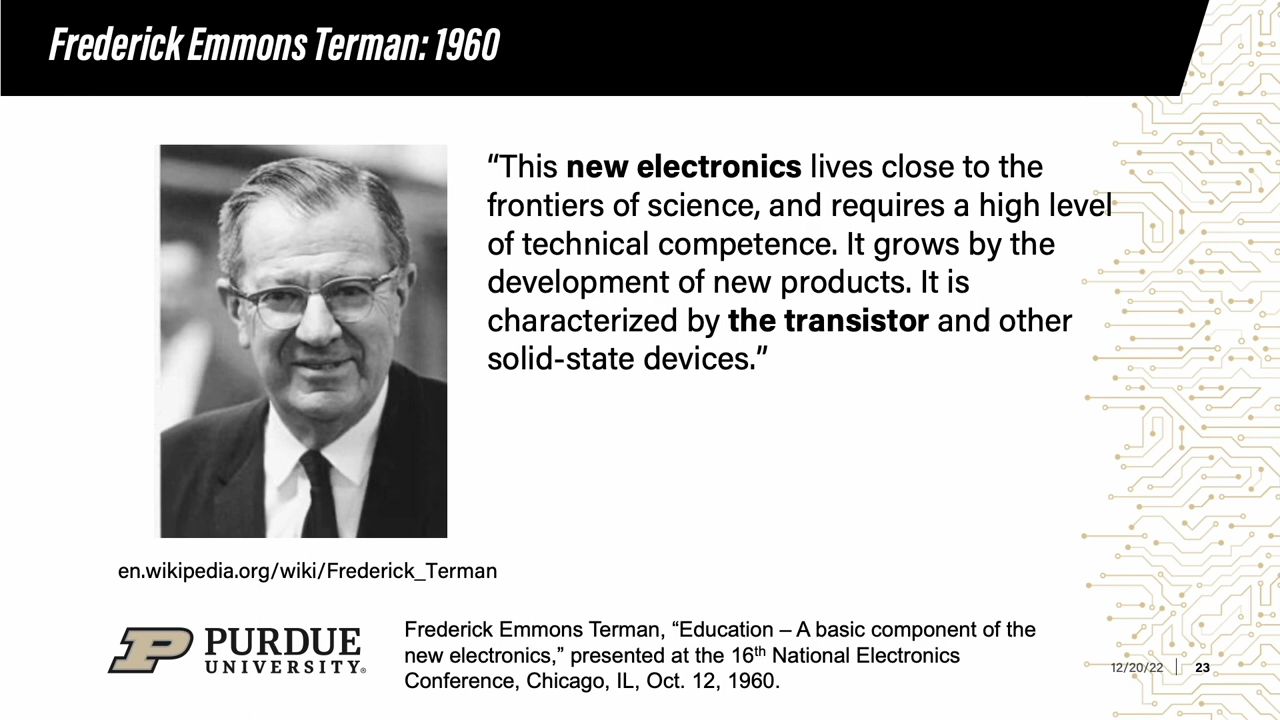 Frederick Emmons Terman: 1960
“This new electronics lives close to the
frontiers of science, and requires a high level
of technical competence. It grows by the
development of new products. It is
characterized by the transistor and other
solid-state devices.”
en.wikipedia.org/wiki/Frederick_Terman
P PURDUE
UNIVERSITY®
Frederick Emmons Terman, “Education – A basic component of the
new electronics,” presented at the 16th National Electronics
Conference, Chicago, IL, Oct. 12, 1960.
12/20/22 | 23